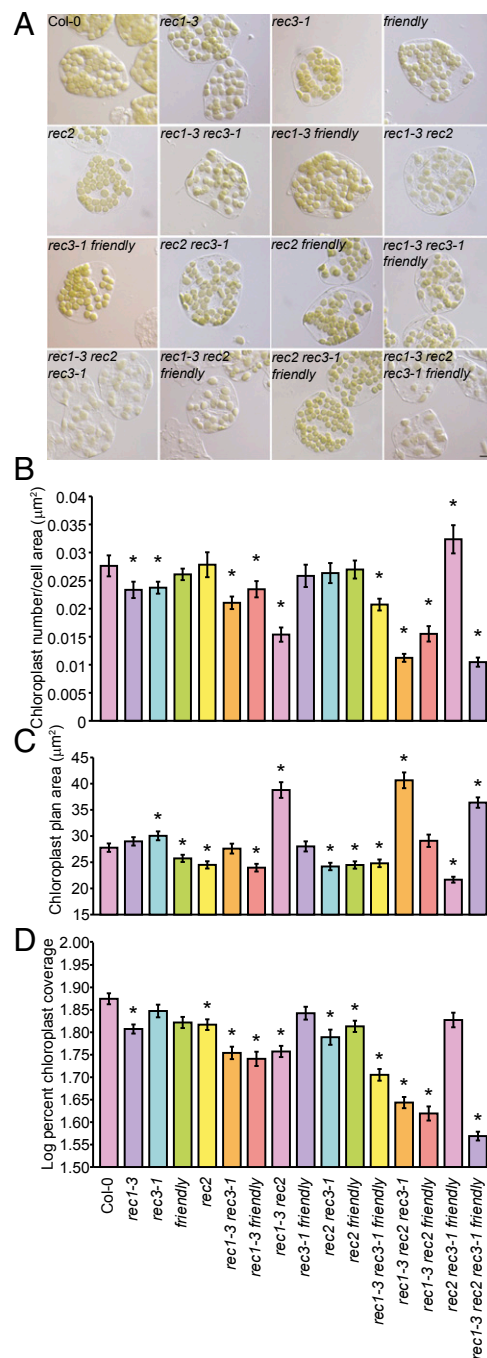 A
Col-0 rec1-3 rec3-1 friendly
rec2 rec1-3 rec3-1 rec1-3 friendly rec1-3 rec2
rec3-1 friendly rec2 rec3-1 rec2 friendly rec1-3 rec3-1
friendly
rec1-3 rec2 rec1-3 rec2 rec2 rec3-1 rec1-3 rec2
rec3-1 friendly friendly rec3-1 friendly
B
Chloroplast number/cell area (μm²)
0.04
0.035
0.03
0.025
0.02
0.015
0.01
0.005
0
* * * * * * * * * *
C
Chloroplast plan area (μm²)
45
40
35
30
25
20
15
* * * * * * * * * * *
D
Log percent chloroplast coverage
2.00
1.90
1.85
1.80
1.75
1.70
1.65
1.60
1.55
1.50
* * * * * * * * * * *
Col-0
rec1-3
rec3-1
friendly
rec2
rec1-3 rec3-1
rec1-3 friendly
rec1-3 rec2
rec3-1 friendly
rec2 rec3-1
rec2 friendly
rec1-3 rec3-1 friendly
rec1-3 rec2 rec3-1
rec1-3 rec2 friendly
rec2 rec3-1 friendly
rec1-3 rec2 rec3-1 friendly